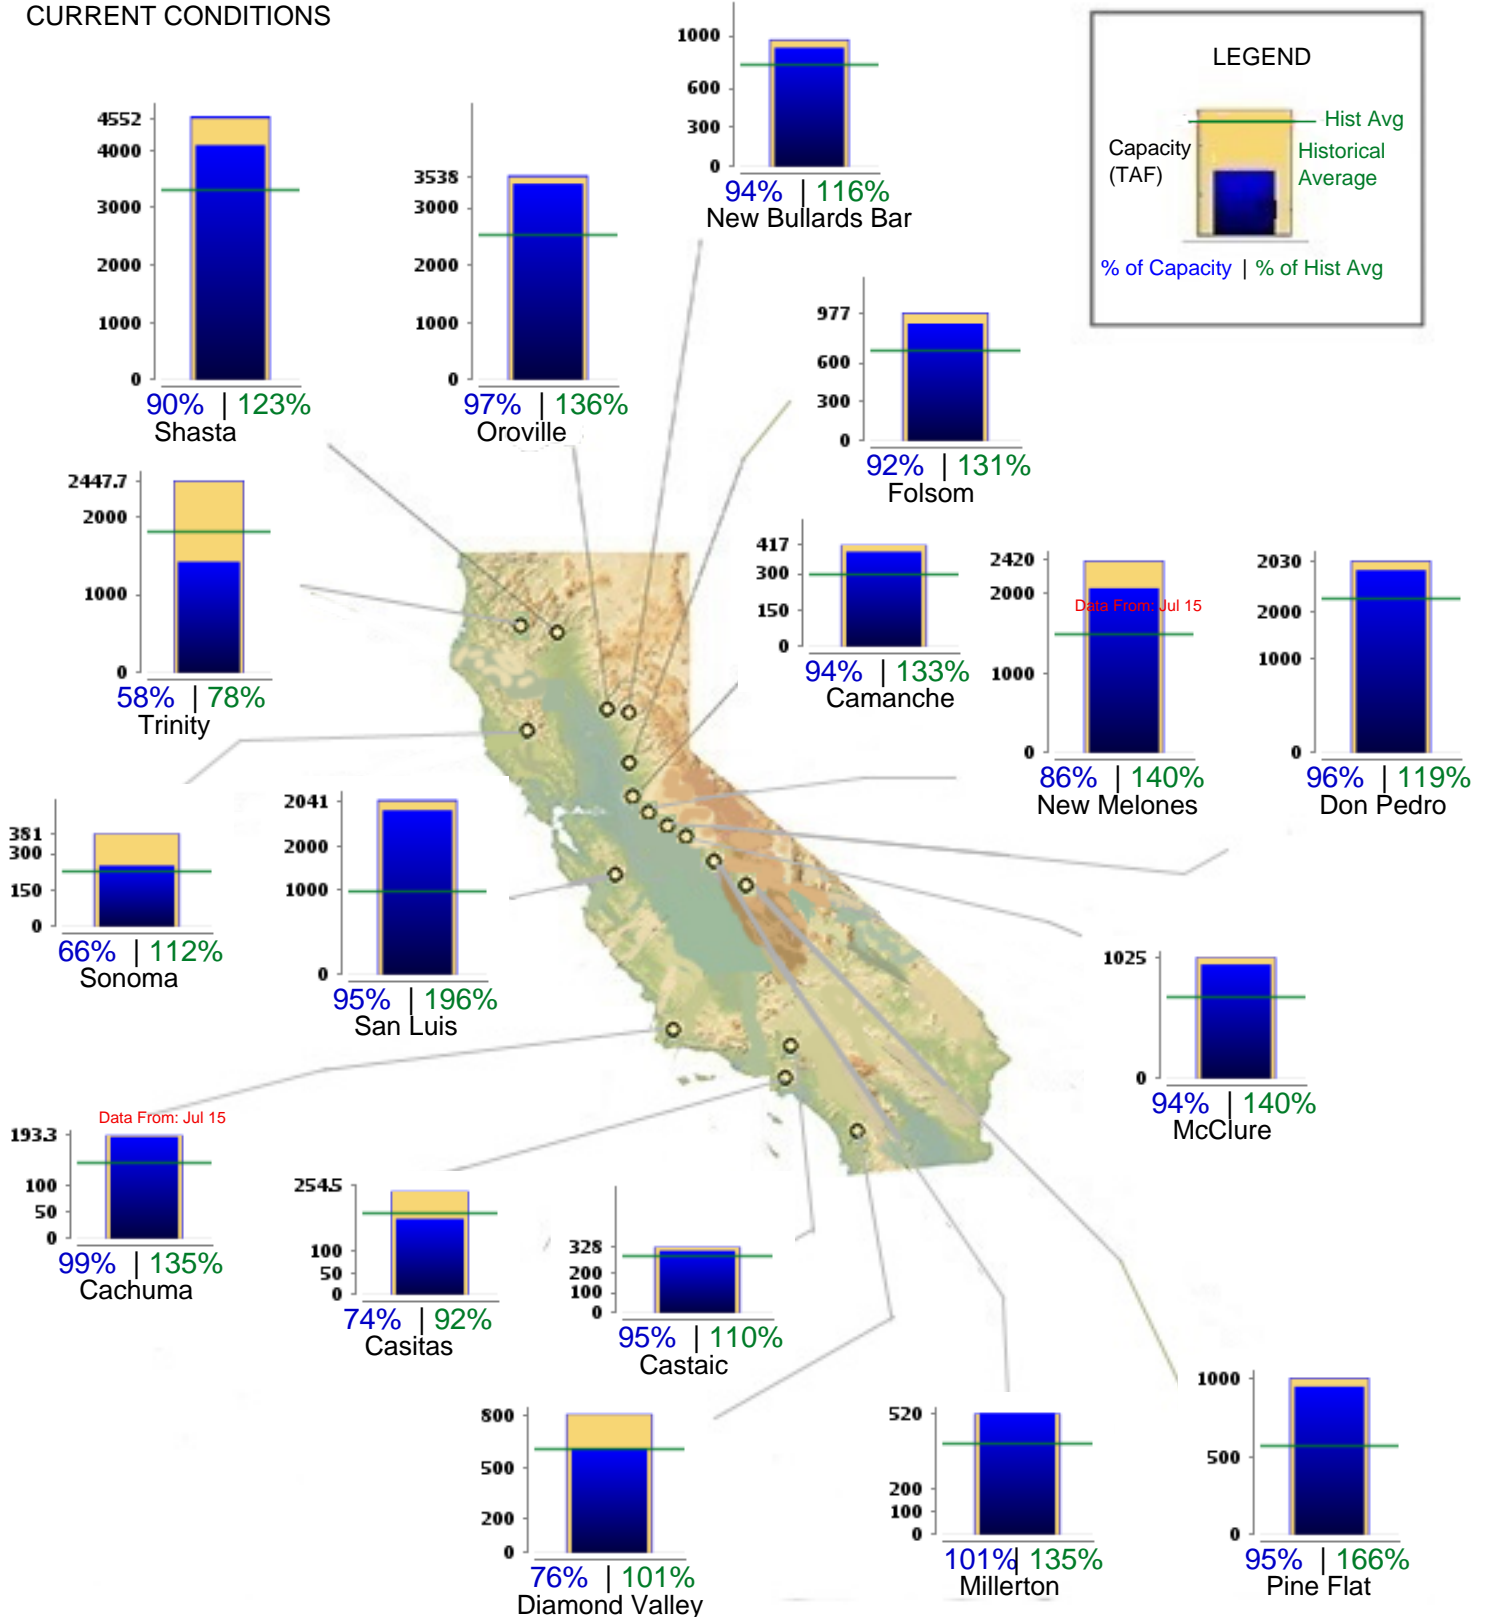 CURRENT CONDITIONS
LEGEND
Hist Avg
Capacity
(TAF)
Historical
Average
% of Capacity | % of Hist Avg
1000
600
300
0
94% | 116%
New Bullards Bar
4552
4000
3000
2000
1000
0
90% | 123%
Shasta
3538
3000
2000
1000
0
97% | 136%
Oroville
977
600
300
0
92% | 131%
Folsom
2447.7
2000
1000
0
58% | 78%
Trinity
417
300
150
0
94% | 133%
Camanche
2420
2000
Data From: Jul 15
1000
0
86% | 140%
New Melones
2030
2000
1000
0
96% | 119%
Don Pedro
381
300
150
0
66% | 112%
Sonoma
2041
2000
1000
0
95% | 196%
San Luis
1025
0
94% | 140%
McClure
Data From: Jul 15
193.3
100
50
0
99% | 135%
Cachuma
254.5
100
50
0
74% | 92%
Casitas
328
200
100
0
95% | 110%
Castaic
800
500
200
0
76% | 101%
Diamond Valley
520
200
100
0
101% | 135%
Millerton
1000
500
0
95% | 166%
Pine Flat